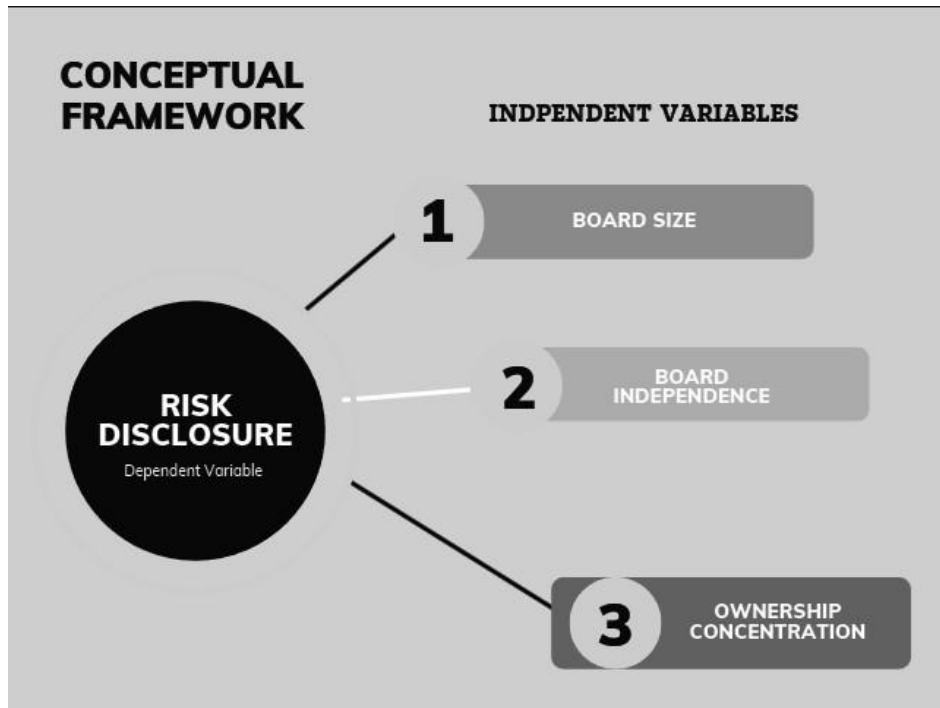 CONCEPTUAL
FRAMEWORK
INDPENDENT VARIABLES
1
BOARD SIZE
2
BOARD
INDEPENDENCE
RISK
DISCLOSURE
Dependent Variable
3
OWNERSHIP
CONCENTRATION